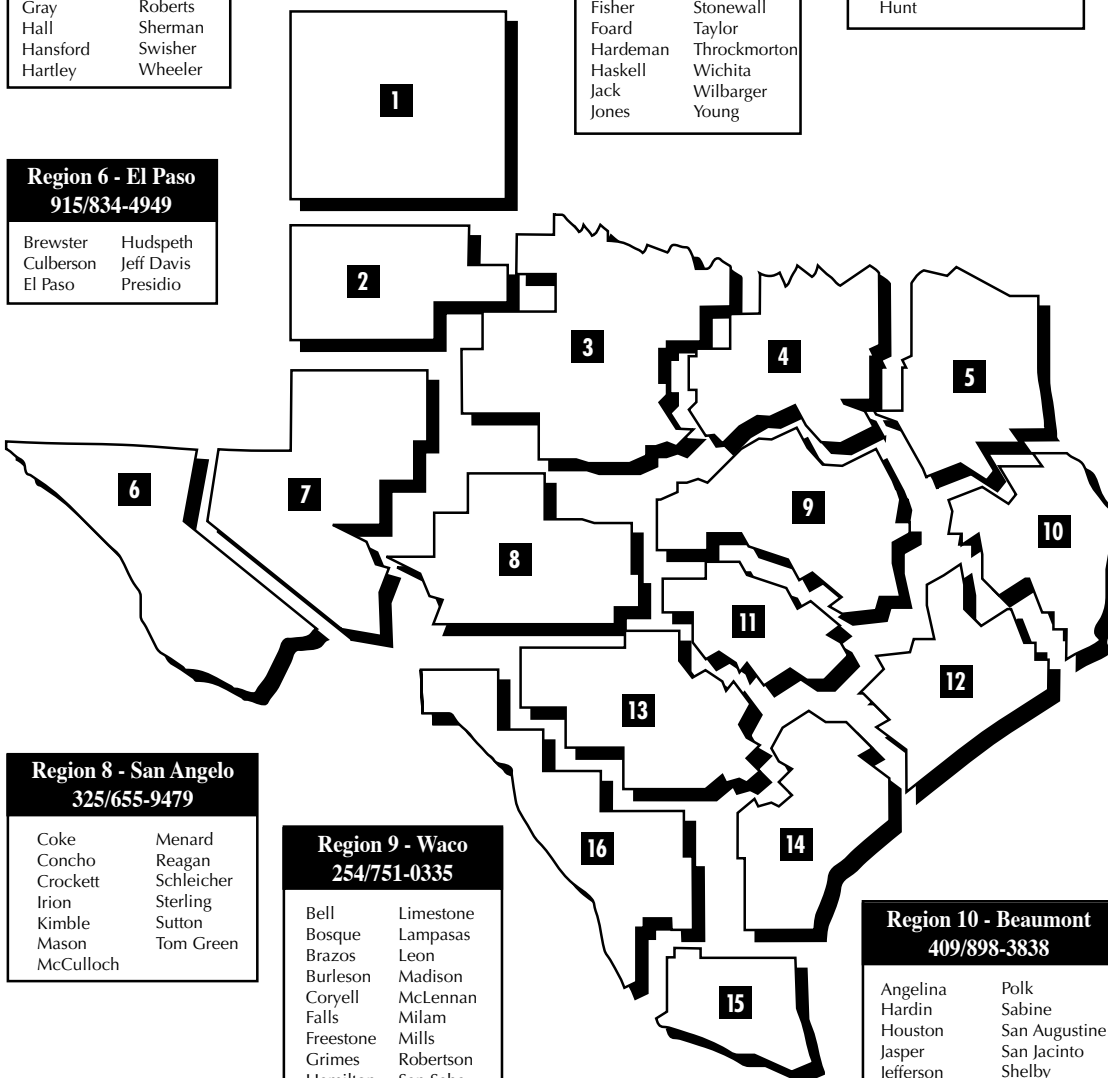 Gray Roberts
Hall Sherman
Hansford Swisher
Hartley Wheeler
Fisher Stonewall
Foard Taylor
Hardeman Throckmorton
Haskell Wichita
Jack Wilbarger
Jones Young
Hunt
1
Region 6 - El Paso
915/834-4949
Brewster Hudspeth
Culberson Jeff Davis
El Paso Presidio
2
3
4
5
6
7
8
9
10
11
12
13
14
15
16
Region 8 - San Angelo
325/655-9479
Coke Menard
Concho Reagan
Crockett Schleicher
Irion Sterling
Kimble Sutton
Mason Tom Green
McCulloch
Region 9 - Waco
254/751-0335
Bell Limestone
Bosque Lampasas
Brazos Leon
Burleson Madison
Coryell McLennan
Falls Milam
Freestone Mills
Grimes Robertson
Hamilton San Saba
Region 10 - Beaumont
409/898-3838
Angelina Polk
Hardin Sabine
Houston San Augustine
Jasper San Jacinto
Jefferson Shelby